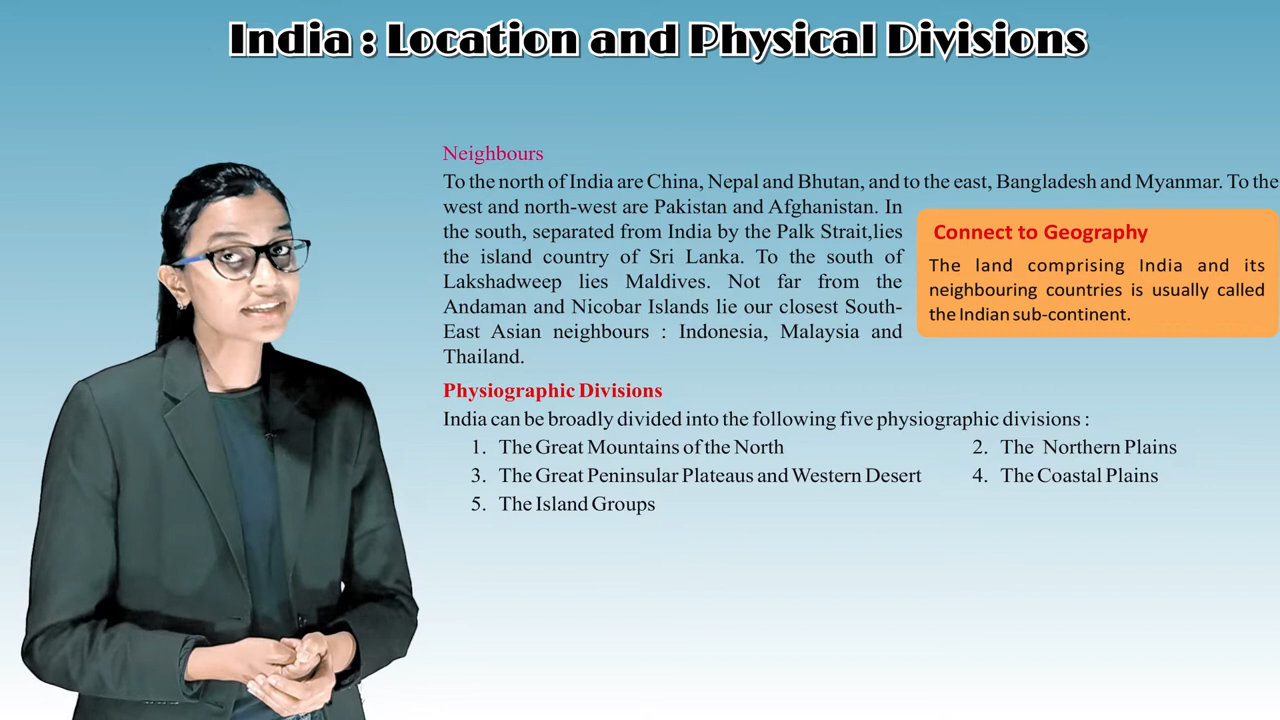 India : Location and Physical Divisions
Neighbours
To the north of India are China, Nepal and Bhutan, and to the east, Bangladesh and Myanmar. To the
west and north-west are Pakistan and Afghanistan. In
the south, separated from India by the Palk Strait,lies
the island country of Sri Lanka. To the south of
Lakshadweep lies Maldives. Not far from the
Andaman and Nicobar Islands lie our closest South-
East Asian neighbours : Indonesia, Malaysia and
Thailand.
Connect to Geography
The land comprising India and its
neighbouring countries is usually called
the Indian sub-continent.
Physiographic Divisions
India can be broadly divided into the following five physiographic divisions :
1. The Great Mountains of the North
2. The Northern Plains
3. The Great Peninsular Plateaus and Western Desert
4. The Coastal Plains
5. The Island Groups